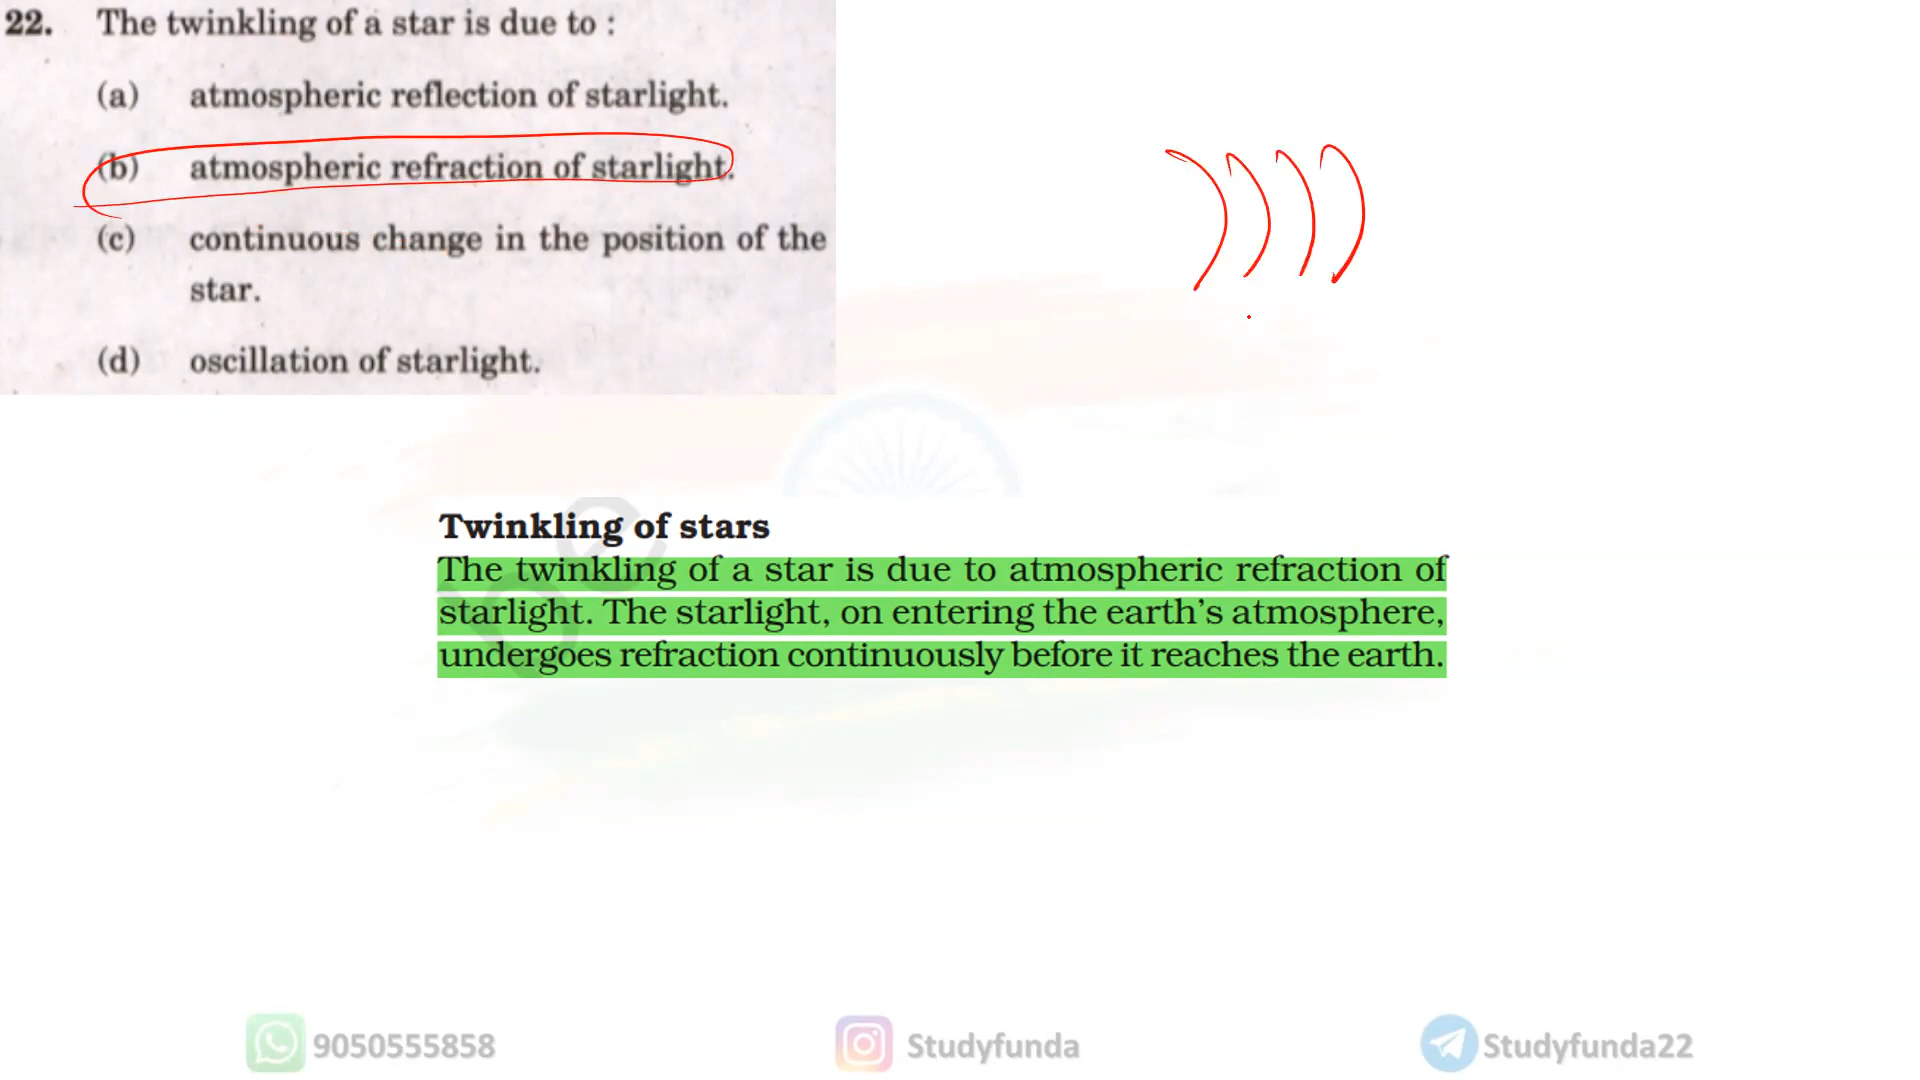 22. The twinkling of a star is due to :
(a) atmospheric reflection of starlight.
(b) atmospheric refraction of starlight.
(c) continuous change in the position of the
star.
(d) oscillation of starlight.
Twinkling of stars
The twinkling of a star is due to atmospheric refraction of
starlight. The starlight, on entering the earth’s atmosphere,
undergoes refraction continuously before it reaches the earth.
9050555858
Studyfunda
Studyfunda22